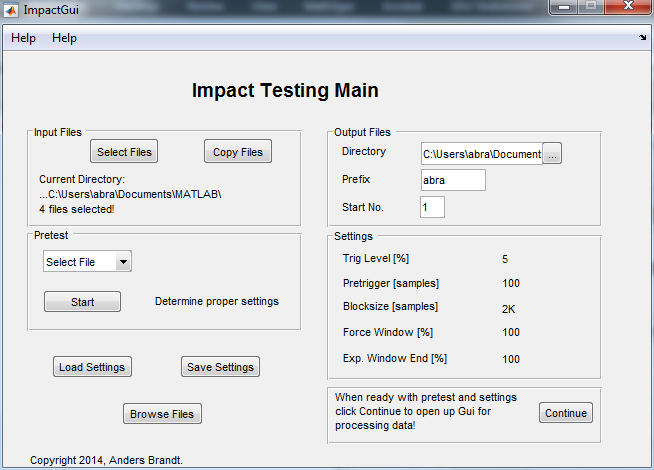 ImpactGui
Help Help
Impact Testing Main
Input Files
Select Files Copy Files
Current Directory:
...C:\Users\abra\Documents\MATLAB\
4 files selected!
Output Files
Directory C:\Users\abra\Document ...
Prefix abra
Start No. 1
Pretest
Select File
Start Determine proper settings
Settings
Trig Level [%] 5
Pretrigger [samples] 100
Blocksize [samples] 2K
Force Window [%] 100
Exp. Window End [%] 100
Load Settings Save Settings
Browse Files
When ready with pretest and settings
click Continue to open up Gui for
processing data!
Continue
Copyright 2014, Anders Brandt.